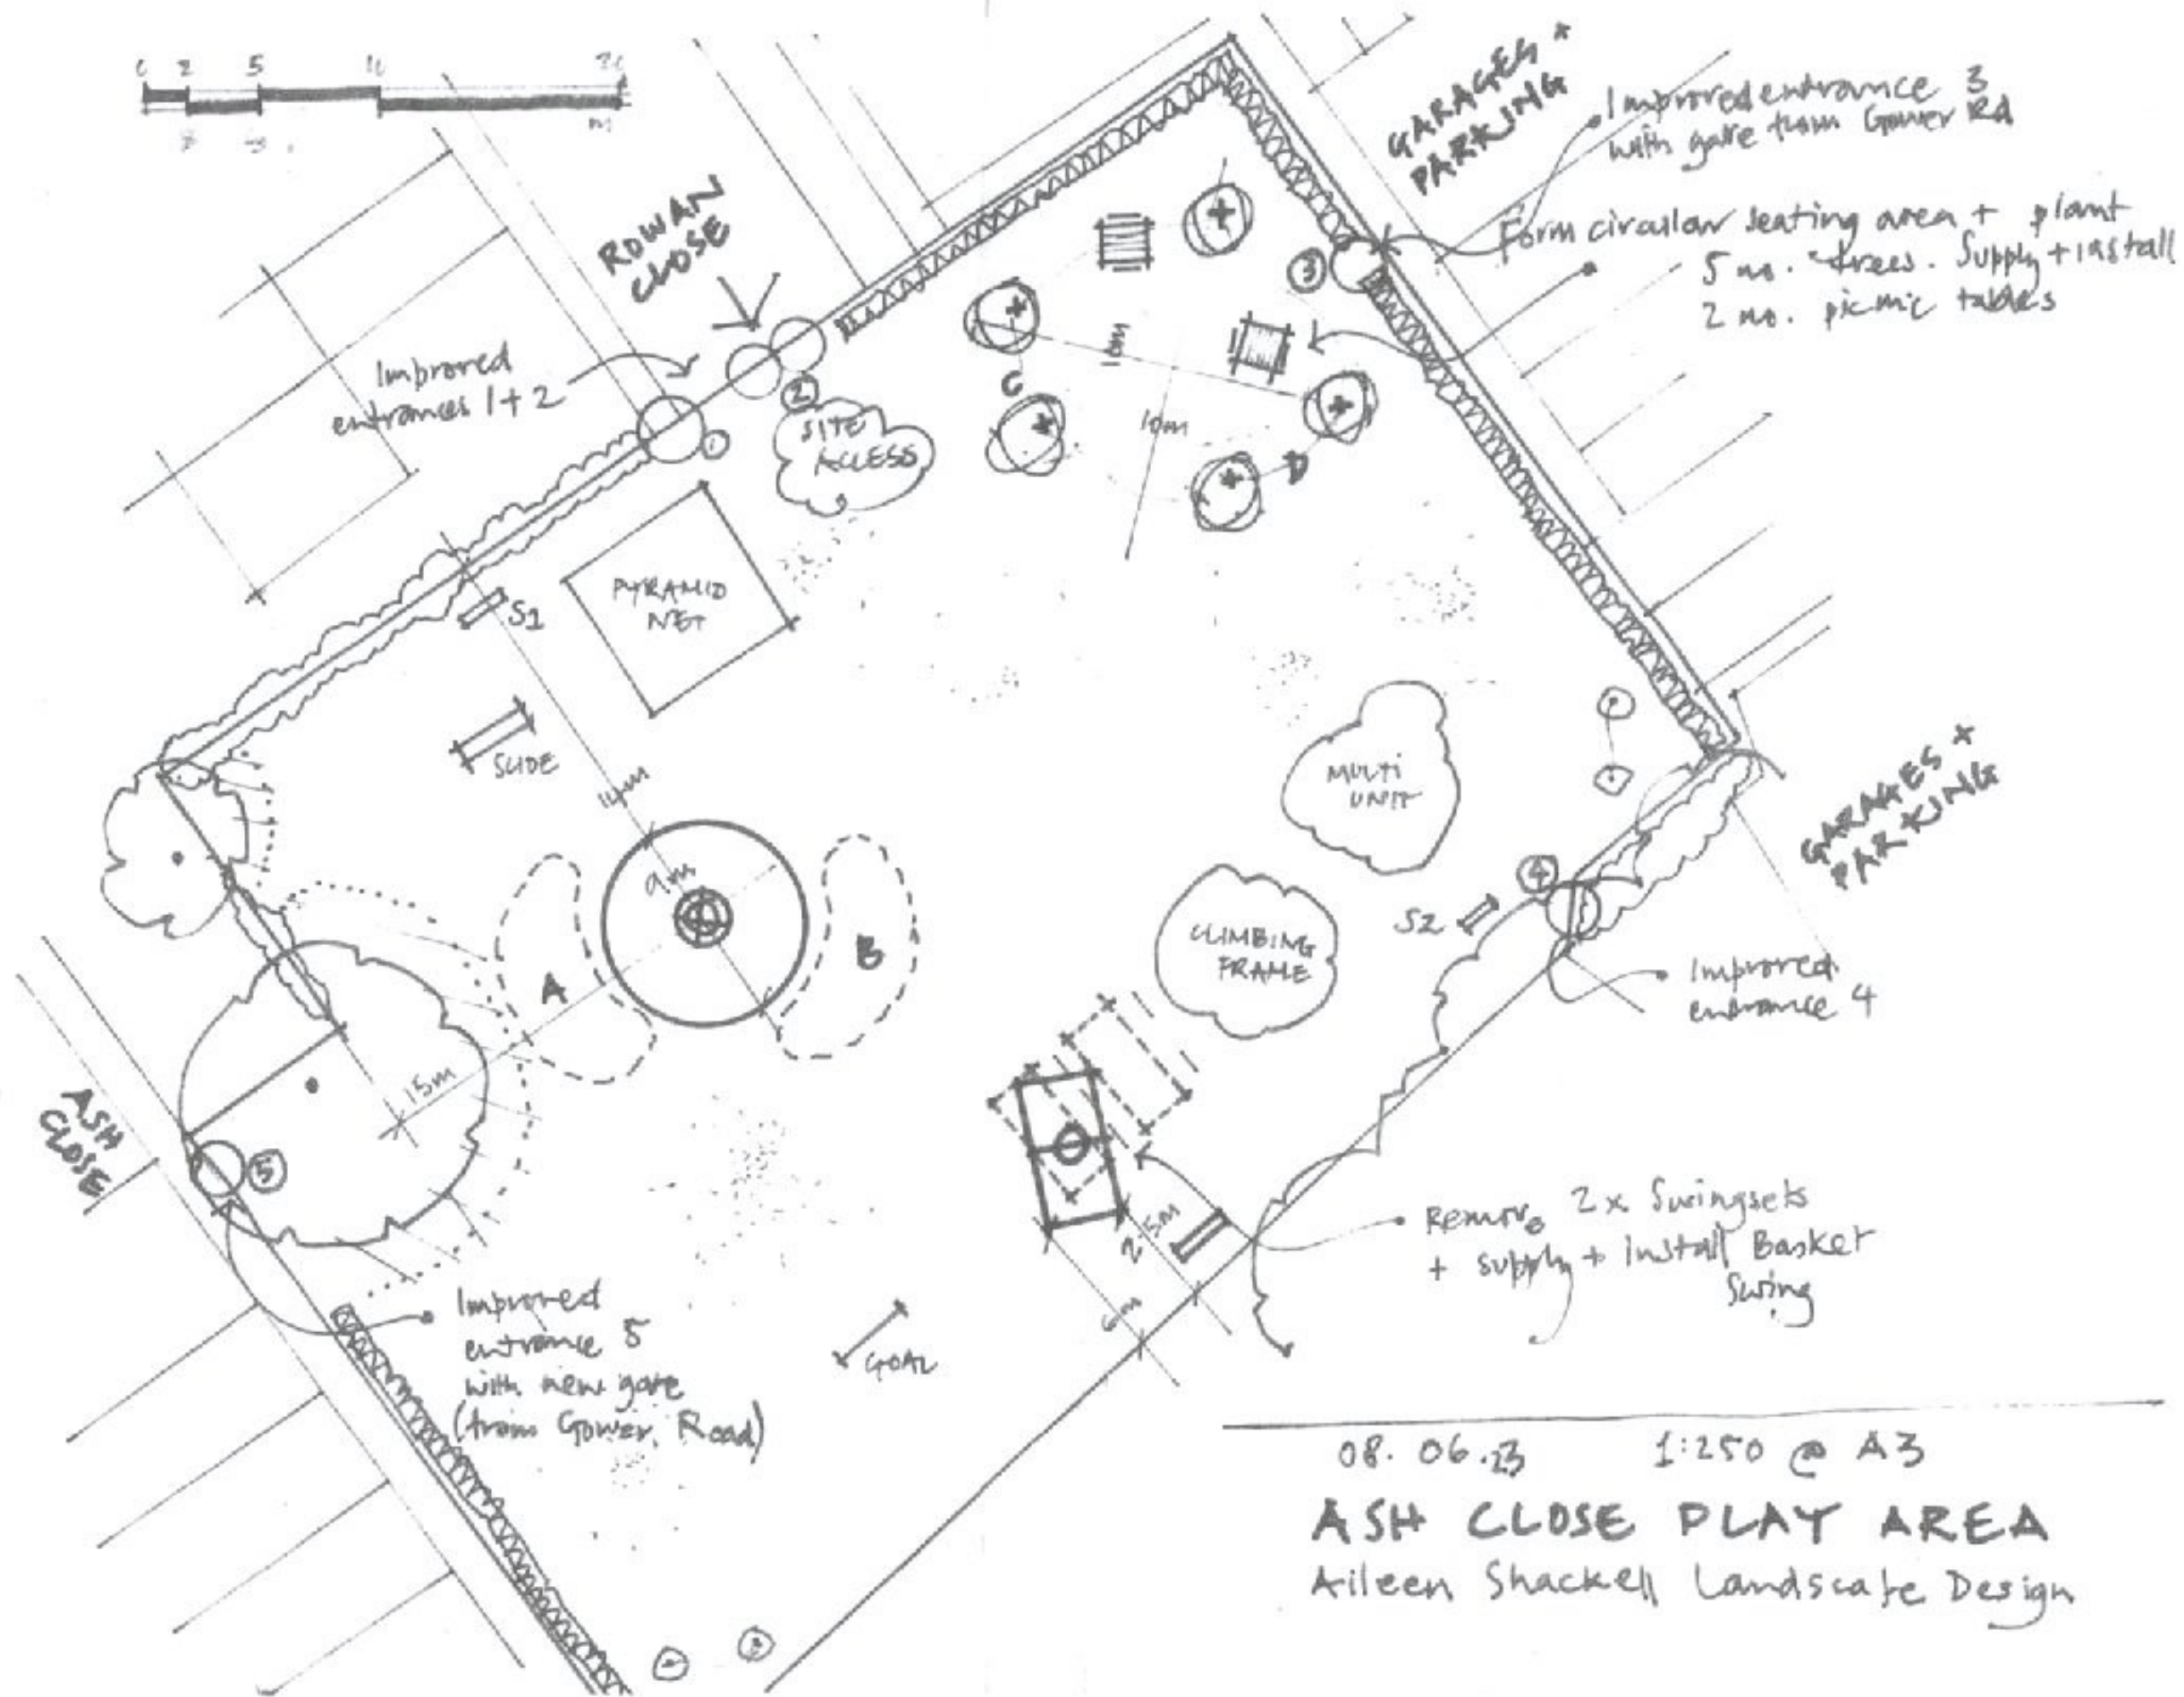 0 2 5 10 20
m
GARAGES +
PARKING
Improved entrance 3
with gate from Gower Rd
Form circular seating area + plant
5 no. trees. Supply + install
2 no. picnic tables
ROWAN
CLOSE
Improved
entrances 1+2
1
2
3
SITE
ACCESS
10m
10m
C
D
PYRAMID
NET
S1
SLIDE
14m
9m
A
B
15m
MULTI
UNIT
CLIMBING
FRAME
GARAGES +
PARKING
4
S2
Improved
entrance 4
ASH
CLOSE
5
Improved
entrance 5
with new gate
(from Gower Road)
GOAL
2.5m
6m
Remove 2x Swingsets
+ supply + install Basket
Swing
08.06.23 1:250 @ A3
ASH CLOSE PLAY AREA
Aileen Shackell Landscape Design